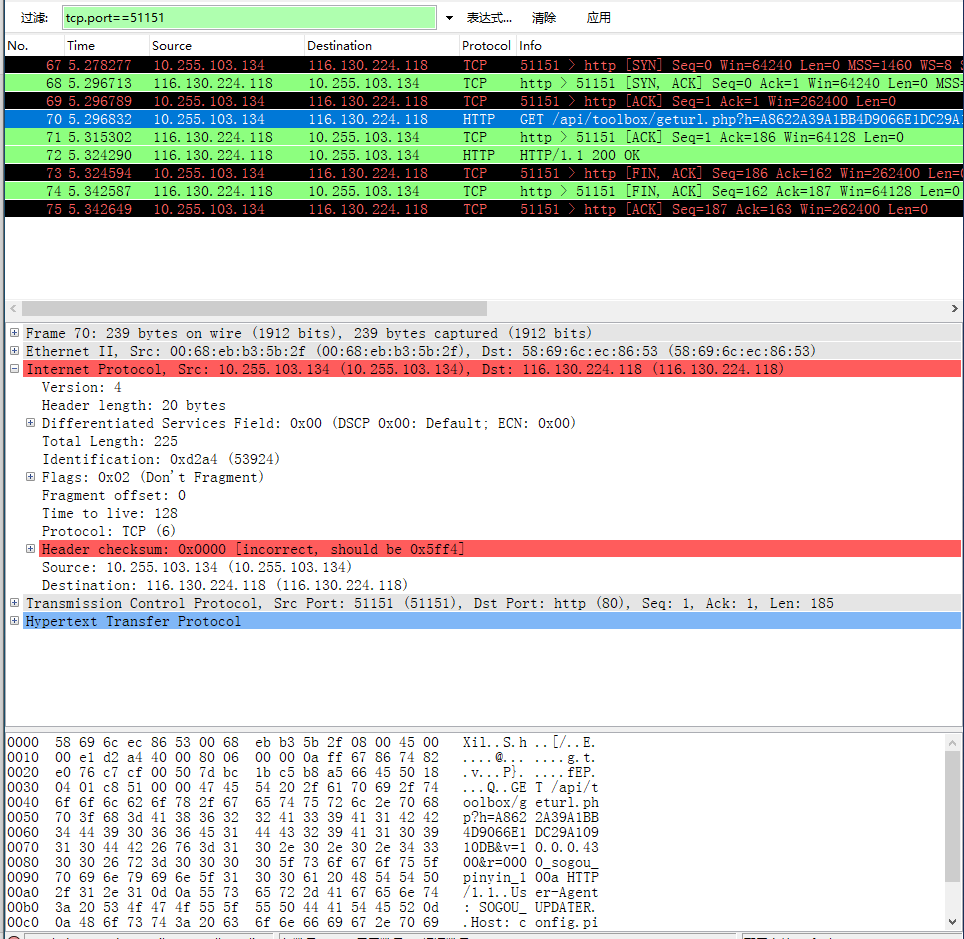 过滤: tcp.port==51151 表达式... 清除 应用
No. Time Source Destination Protocol Info
67 5.278277 10.255.103.134 116.130.224.118 TCP 51151 > http [SYN] Seq=0 Win=64240 Len=0 MSS=1460 WS=8
68 5.296713 116.130.224.118 10.255.103.134 TCP http > 51151 [SYN, ACK] Seq=0 Ack=1 Win=64240 Len=0 MSS=
69 5.296789 10.255.103.134 116.130.224.118 TCP 51151 > http [ACK] Seq=1 Ack=1 Win=262400 Len=0
70 5.296832 10.255.103.134 116.130.224.118 HTTP GET /api/toolbox/geturl.php?h=A8622A39A1BB4D9066E1DC29A1
71 5.315302 116.130.224.118 10.255.103.134 TCP http > 51151 [ACK] Seq=1 Ack=186 Win=64128 Len=0
72 5.324290 116.130.224.118 10.255.103.134 HTTP HTTP/1.1 200 OK
73 5.324594 10.255.103.134 116.130.224.118 TCP 51151 > http [FIN, ACK] Seq=186 Ack=162 Win=262400 Len=0
74 5.342587 116.130.224.118 10.255.103.134 TCP http > 51151 [FIN, ACK] Seq=162 Ack=187 Win=64128 Len=0
75 5.342649 10.255.103.134 116.130.224.118 TCP 51151 > http [ACK] Seq=187 Ack=163 Win=262400 Len=0
Frame 70: 239 bytes on wire (1912 bits), 239 bytes captured (1912 bits)
Ethernet II, Src: 00:68:eb:b3:5b:2f (00:68:eb:b3:5b:2f), Dst: 58:69:6c:ec:86:53 (58:69:6c:ec:86:53)
Internet Protocol, Src: 10.255.103.134 (10.255.103.134), Dst: 116.130.224.118 (116.130.224.118)
Version: 4
Header length: 20 bytes
Differentiated Services Field: 0x00 (DSCP 0x00: Default; ECN: 0x00)
Total Length: 225
Identification: 0xd2a4 (53924)
Flags: 0x02 (Don't Fragment)
Fragment offset: 0
Time to live: 128
Protocol: TCP (6)
Header checksum: 0x0000 [incorrect, should be 0x5ff4]
Source: 10.255.103.134 (10.255.103.134)
Destination: 116.130.224.118 (116.130.224.118)
Transmission Control Protocol, Src Port: 51151 (51151), Dst Port: http (80), Seq: 1, Ack: 1, Len: 185
Hypertext Transfer Protocol
0000 58 69 6c ec 86 53 00 68 eb b3 5b 2f 08 00 45 00 Xil..S.h ..[/..E.
0010 00 e1 d2 a4 40 00 80 06 00 00 0a ff 67 86 74 82 ....@... ....g.t.
0020 e0 76 c7 cf 00 50 7d bc 1b c5 b8 a5 66 45 50 18 .v...P}. ....fEP.
0030 04 01 c8 51 00 00 47 45 54 20 2f 61 70 69 2f 74 ...Q..GE T /api/t
0040 6f 6f 6c 62 6f 78 2f 67 65 74 75 72 6c 2e 70 68 oolbox/g eturl.ph
0050 70 3f 68 3d 41 38 36 32 32 41 33 39 41 31 42 42 p?h=A862 2A39A1BB
0060 34 44 39 30 36 36 45 31 44 43 32 39 41 31 30 39 4D9066E1 DC29A109
0070 31 30 44 42 26 76 3d 31 30 2e 30 2e 30 2e 34 33 10DB&v=1 0.0.0.43
0080 30 30 26 72 3d 30 30 30 30 5f 73 6f 67 6f 75 5f 00&r=000 0_sogou_
0090 70 69 6e 79 69 6e 5f 31 30 30 61 20 48 54 54 50 pinyin_1 00a HTTP
00a0 2f 31 2e 31 0d 0a 55 73 65 72 2d 41 67 65 6e 74 /1.1..Us er-Agent
00b0 3a 20 53 4f 47 4f 55 5f 55 50 44 41 54 45 52 0d : SOGOU_ UPDATER.
00c0 0a 48 6f 73 74 3a 20 63 6f 6e 66 69 67 2e 70 69 .Host: c onfig.pi